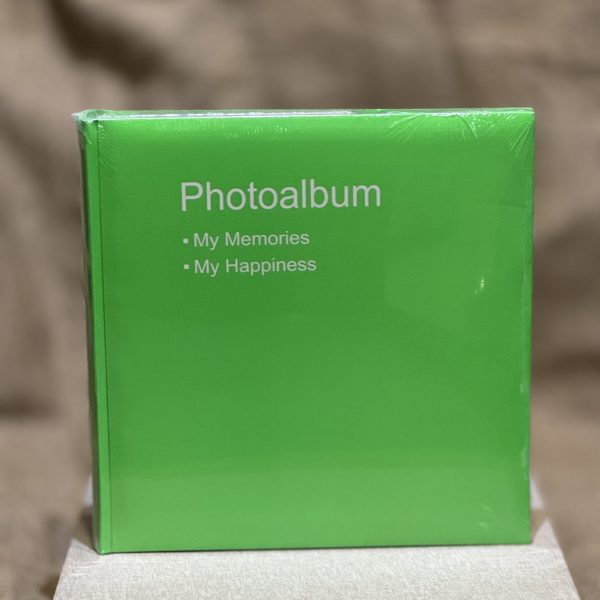 Photoalbum
▪ My Memories
▪ My Happiness